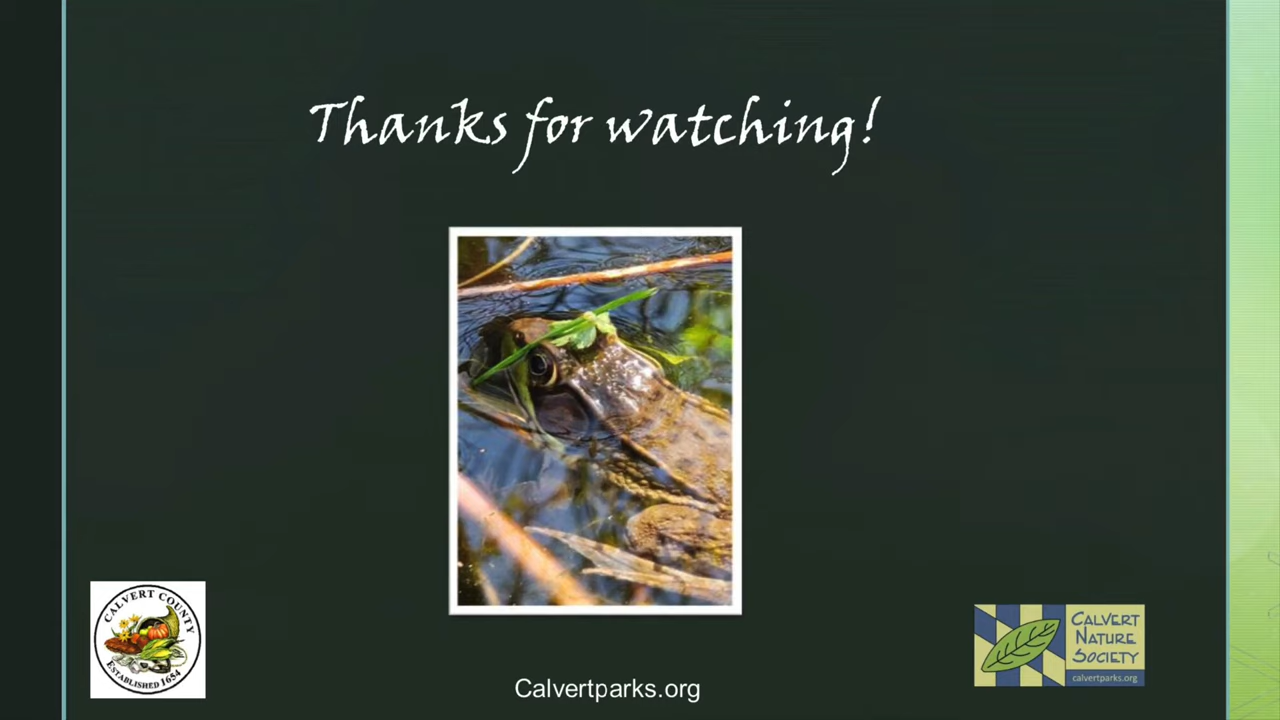 Thanks for watching!
CALVERT COUNTY
ESTABLISHED 1654
CALVERT
NATURE
SOCIETY
calvertparks.org
Calvertparks.org